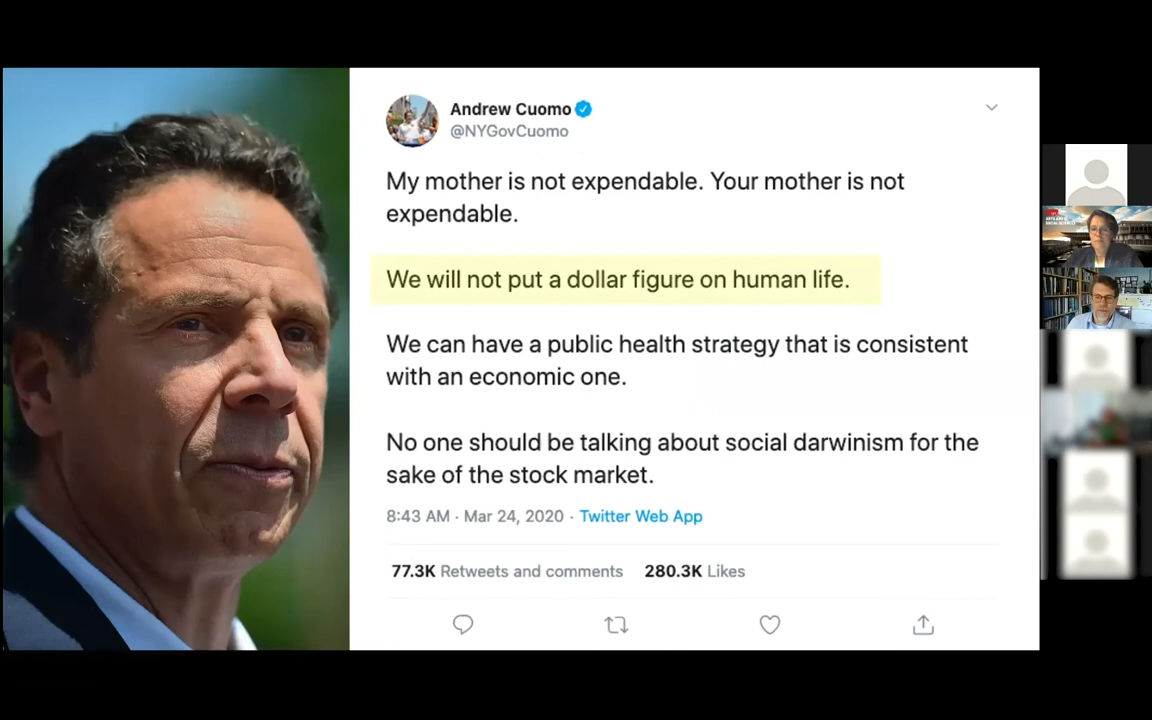 Andrew Cuomo
@NYGovCuomo
My mother is not expendable. Your mother is not
expendable.
We will not put a dollar figure on human life.
We can have a public health strategy that is consistent
with an economic one.
No one should be talking about social darwinism for the
sake of the stock market.
8:43 AM · Mar 24, 2020 · Twitter Web App
77.3K Retweets and comments 280.3K Likes